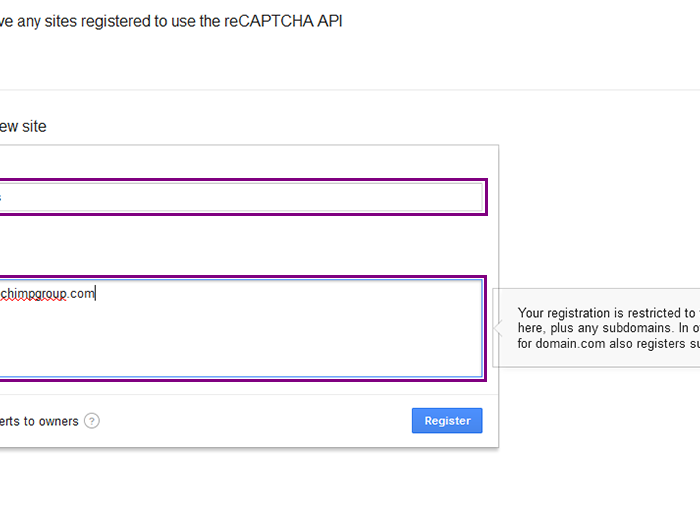 ve any sites registered to use the reCAPTCHA API
ew site
s
chimpgroup.com
Your registration is restricted to
here, plus any subdomains. In o
for domain.com also registers su
erts to owners ?
Register